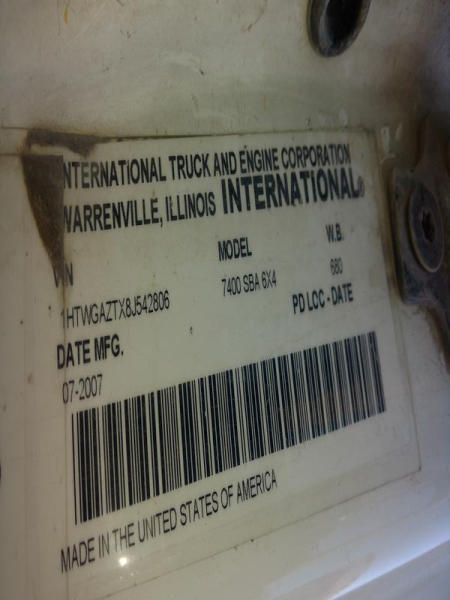 INTERNATIONAL TRUCK AND ENGINE CORPORATION
WARRENVILLE, ILLINOIS INTERNATIONAL®
VIN MODEL W.B.
1HTWGAZTX8J542806 7400 SBA 6X4 680
DATE MFG. PD LOC - DATE
07-2007
MADE IN THE UNITED STATES OF AMERICA